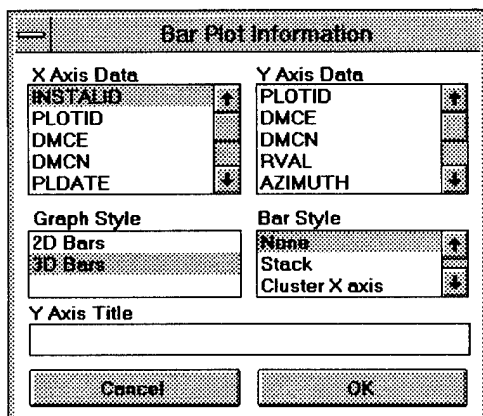 Bar Plot Information
X Axis Data
INSTALID
PLOTID
DMCE
DMCN
PLDATE
Y Axis Data
PLOTID
DMCE
DMCN
RVAL
AZIMUTH
Graph Style
2D Bars
3D Bars
Bar Style
None
Stack
Cluster X axis
Y Axis Title
Cancel
OK